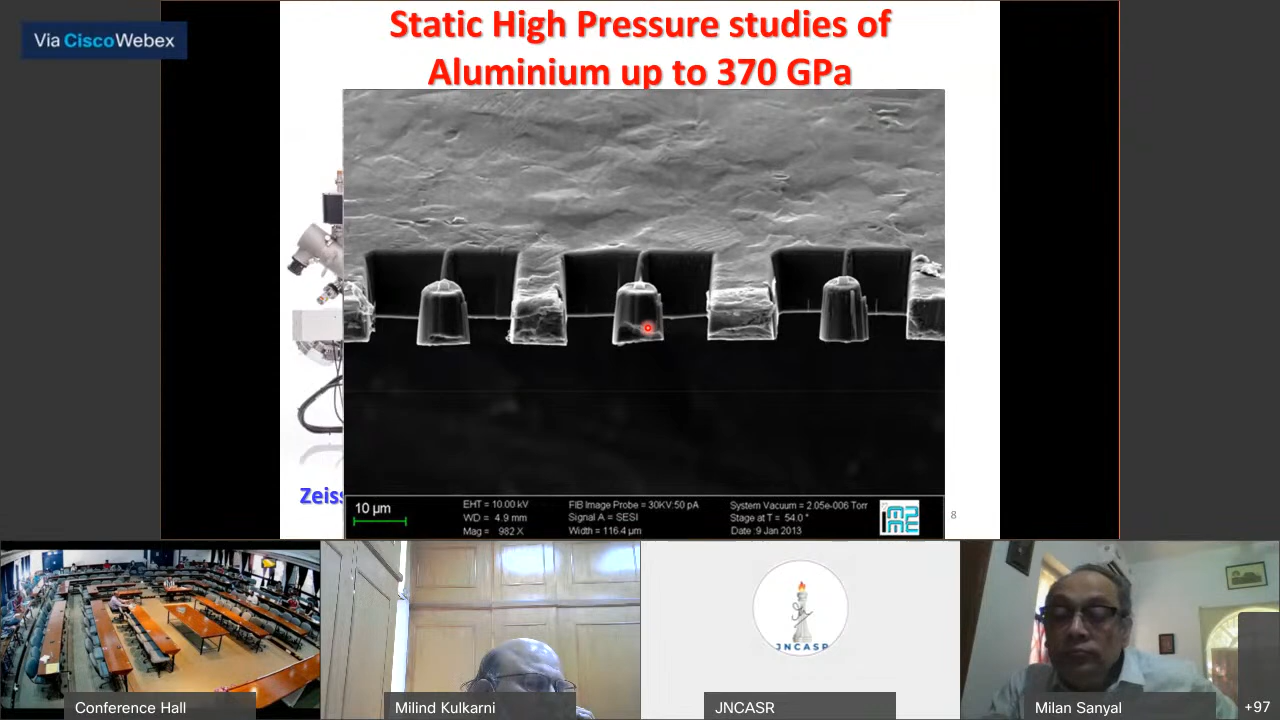 Via CiscoWebex
Static High Pressure studies of
Aluminium up to 370 GPa
Zeiss
10 µm
EHT = 10.00 kV
WD = 4.9 mm
Mag = 982 X
FIB Image Probe = 30KV:50 pA
Signal A = SESI
Width = 116.4 µm
System Vacuum = 2.05e-006 Torr
Stage at T = 54.0 °
Date :9 Jan 2013
8
JNCASR
Conference Hall
Milind Kulkarni
JNCASR
Milan Sanyal
+97